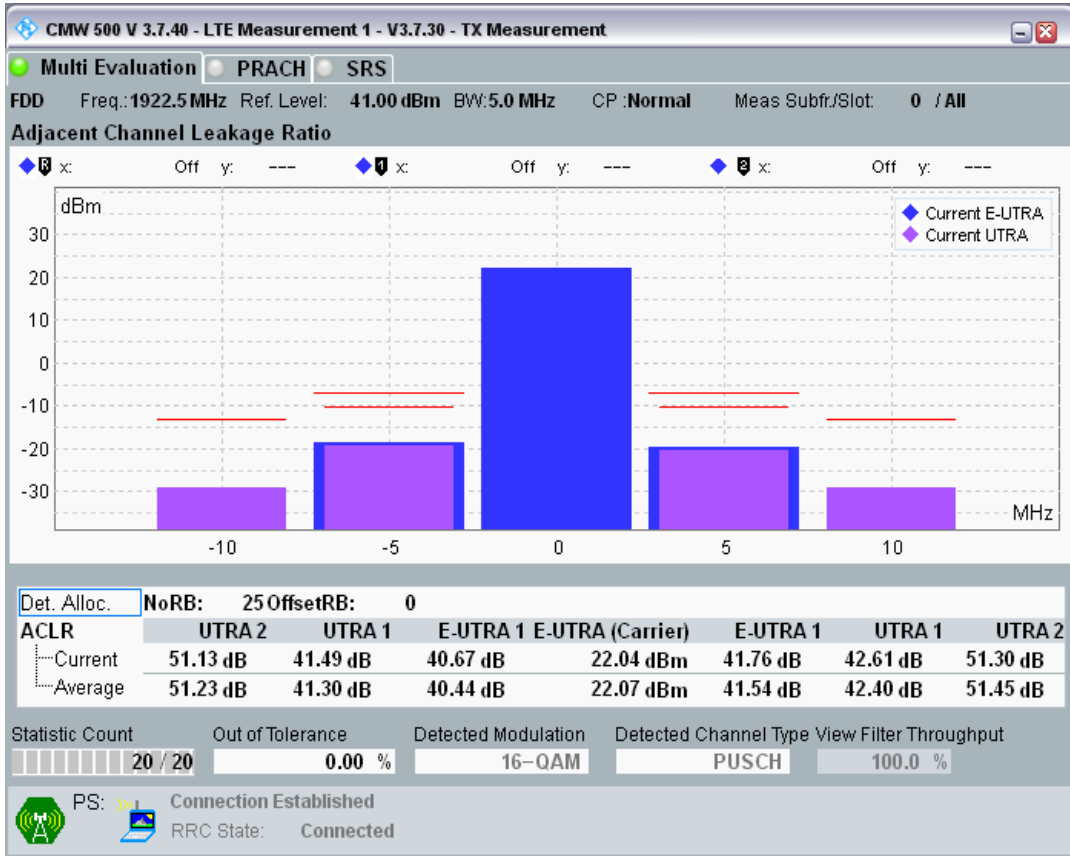 CMW 500 V 3.7.40 - LTE Measurement 1 - V3.7.30 - TX Measurement
Multi Evaluation PRACH SRS
FDD Freq.:1922.5 MHz Ref. Level: 41.00 dBm BW:5.0 MHz CP :Normal Meas Subfr./Slot: 0 / All
Adjacent Channel Leakage Ratio
R x: Off y: --- 1 x: Off y: --- 2 x: Off y: ---
dBm
Current E-UTRA
Current UTRA
30
20
10
0
-10
-20
-30
MHz
-10 -5 0 5 10
Det. Alloc. NoRB: 25 OffsetRB: 0
ACLR UTRA 2 UTRA 1 E-UTRA 1 E-UTRA (Carrier) E-UTRA 1 UTRA 1 UTRA 2
Current 51.13 dB 41.49 dB 40.67 dB 22.04 dBm 41.76 dB 42.61 dB 51.30 dB
Average 51.23 dB 41.30 dB 40.44 dB 22.07 dBm 41.54 dB 42.40 dB 51.45 dB
Statistic Count Out of Tolerance Detected Modulation Detected Channel Type View Filter Throughput
20 / 20 0.00 % 16-QAM PUSCH 100.0 %
PS: Connection Established
RRC State: Connected